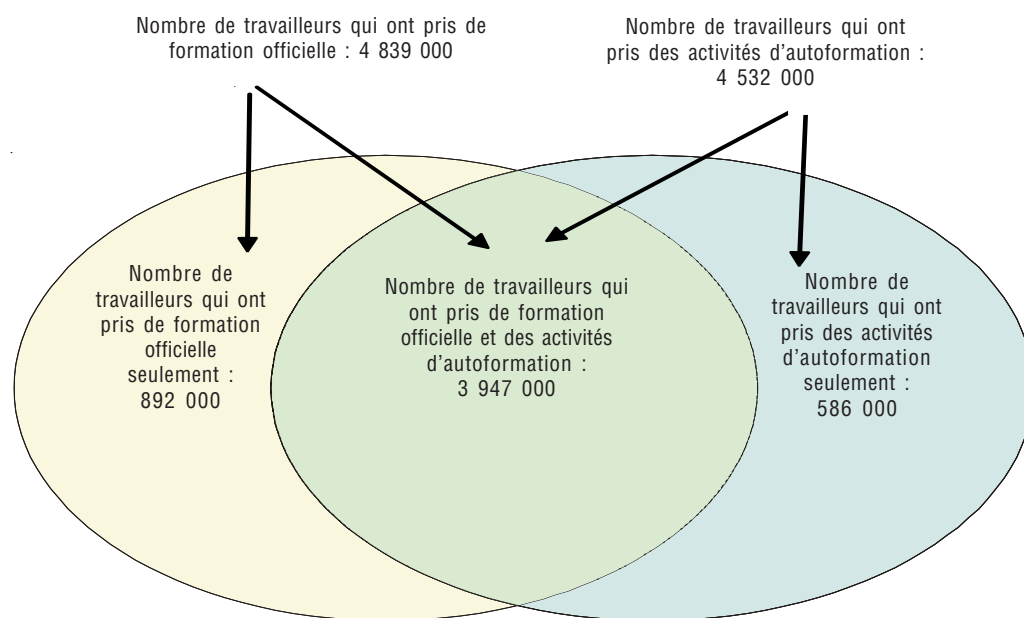 Nombre de travailleurs qui ont pris de
formation officielle : 4 839 000
Nombre de travailleurs qui ont
pris des activités d'autoformation :
4 532 000
Nombre de
travailleurs qui ont
pris de formation
officielle
seulement :
892 000
Nombre de travailleurs qui
ont pris de formation
officielle et des activités
d'autoformation :
3 947 000
Nombre de
travailleurs qui ont
pris des activités
d'autoformation
seulement :
586 000